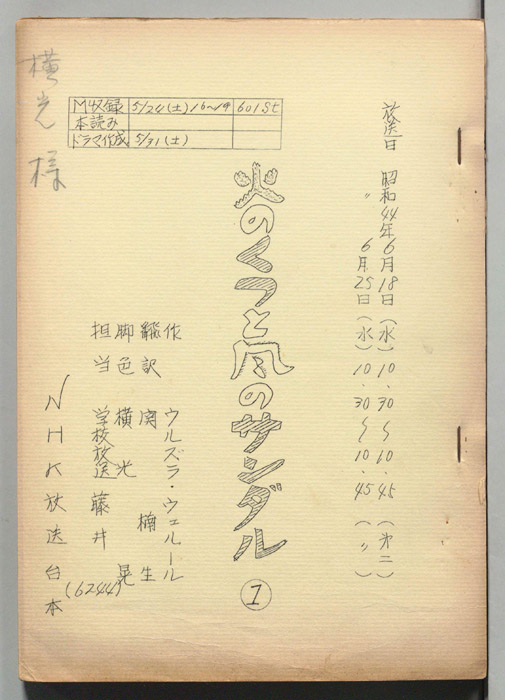 横光様
M収録 5/24(土)16〜19 601St
本読み
ドラマ作成 5/31(土)
放送日 昭和44年6月18日(水)10.30〜10.45(第二)
〃 6月25日(水)10.30〜10.45(〃)
火のくつと風のサンダル
1
作 ウルズラ・ウェルール
翻訳 関 楠生
脚色 横光 晃
担当 学校放送 藤井(6244)
NHK放送台本